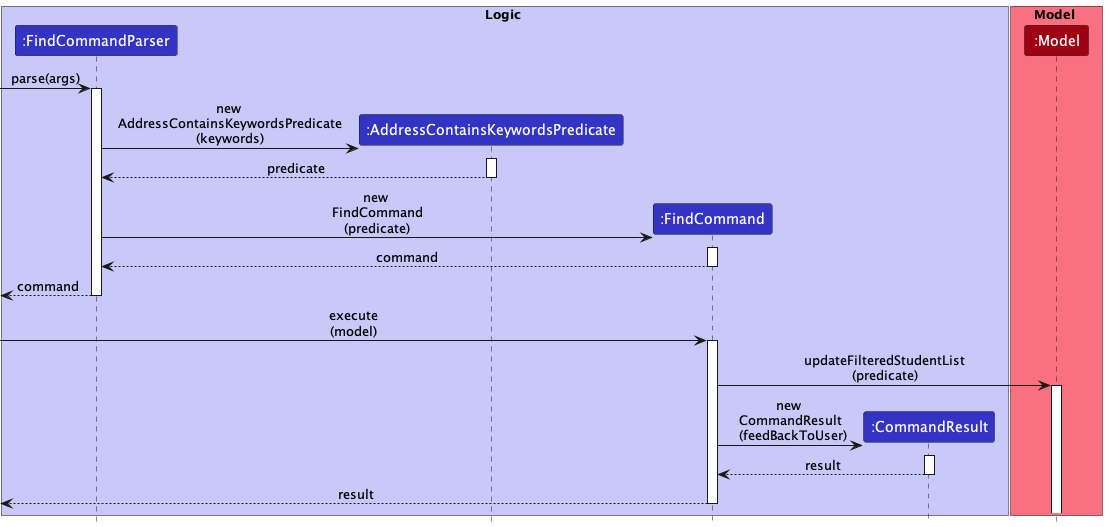 Logic
Model
:FindCommandParser
:Model
parse(args)
new
AddressContainsKeywordsPredicate
(keywords)
:AddressContainsKeywordsPredicate
predicate
new
FindCommand
(predicate)
:FindCommand
command
command
execute
(model)
updateFilteredStudentList
(predicate)
new
CommandResult
(feedBackToUser)
:CommandResult
result
result